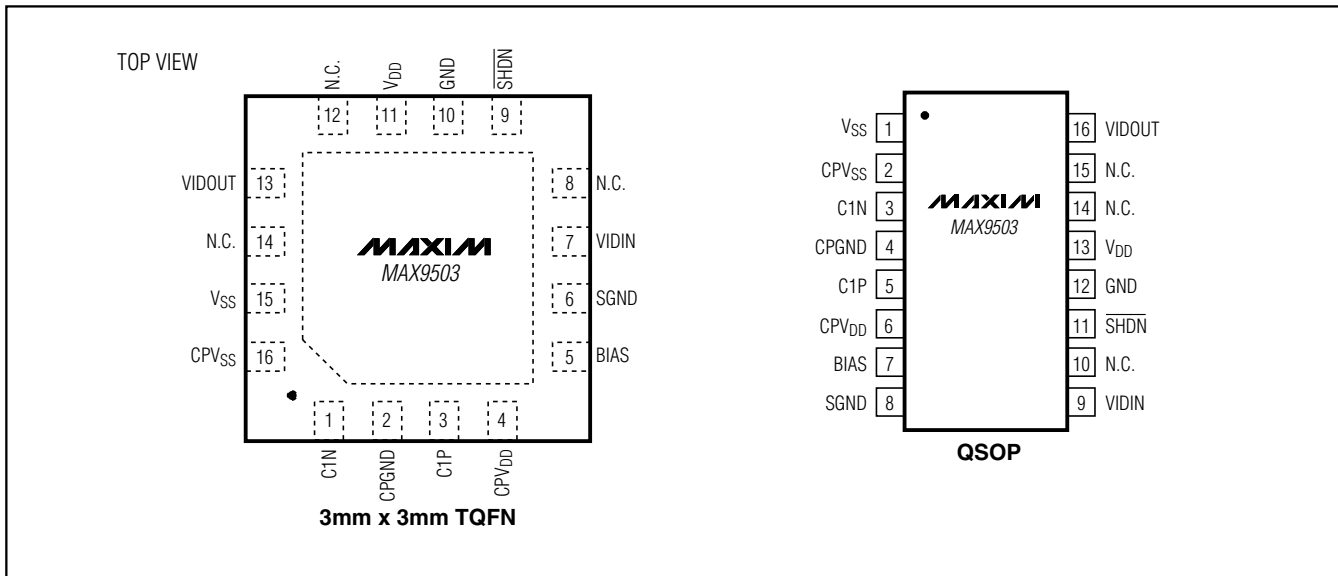 TOP VIEW
N.C.
VDD
GND
SHDN
12
11
10
9
VIDOUT 13
N.C. 14
VSS 15
CPVSS 16
MAXIM
MAX9503
8 N.C.
7 VIDIN
6 SGND
5 BIAS
1
2
3
4
C1N
CPGND
C1P
CPVDD
3mm x 3mm TQFN
VSS 1
CPVSS 2
C1N 3
CPGND 4
C1P 5
CPVDD 6
BIAS 7
SGND 8
MAXIM
MAX9503
16 VIDOUT
15 N.C.
14 N.C.
13 VDD
12 GND
11 SHDN
10 N.C.
9 VIDIN
QSOP